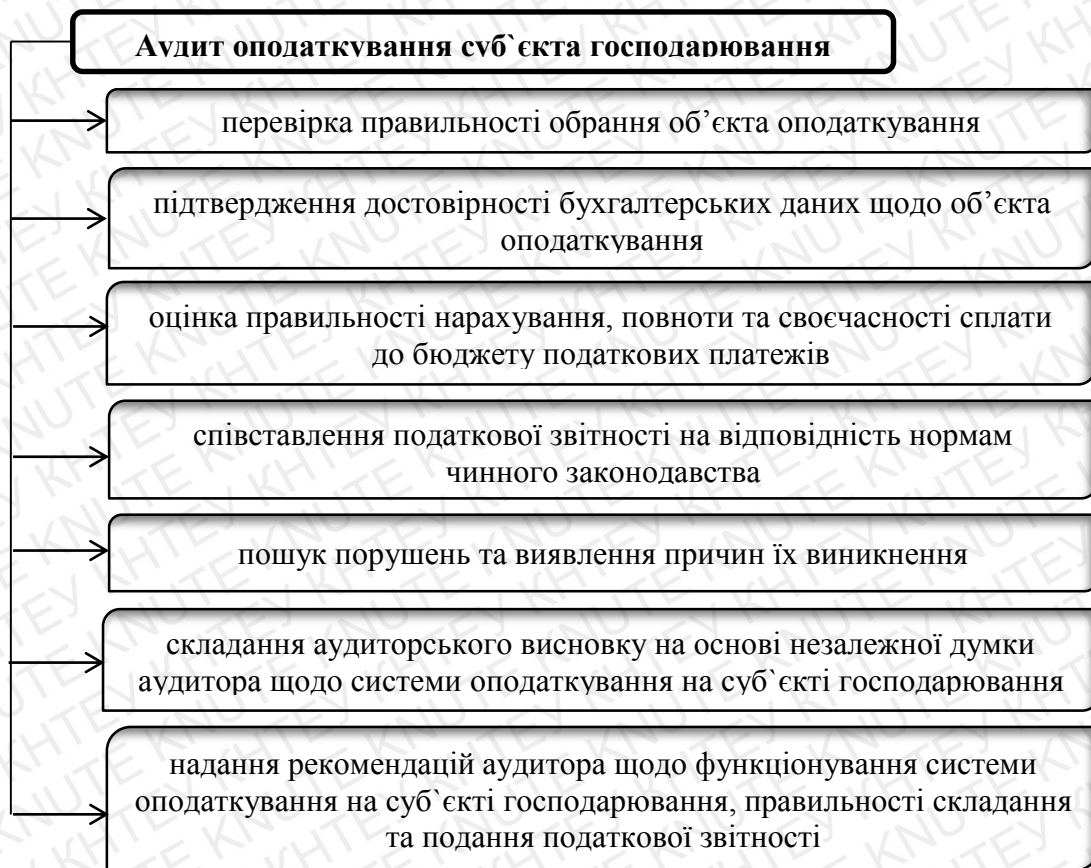 Аудит оподаткування суб`єкта господарювання
перевірка правильності обрання об’єкта оподаткування
підтвердження достовірності бухгалтерських даних щодо об’єкта
оподаткування
оцінка правильності нарахування, повноти та своєчасності сплати
до бюджету податкових платежів
співставлення податкової звітності на відповідність нормам
чинного законодавства
пошук порушень та виявлення причин їх виникнення
складання аудиторського висновку на основі незалежної думки
аудитора щодо системи оподаткування на суб`єкті господарювання
надання рекомендацій аудитора щодо функціонування системи
оподаткування на суб`єкті господарювання, правильності складання
та подання податкової звітності